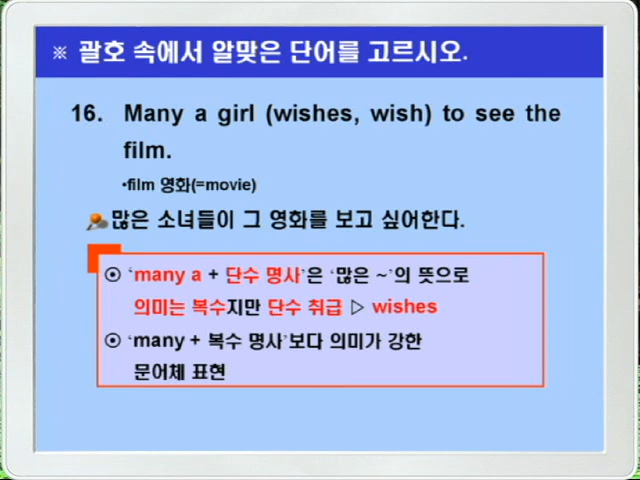 ※ 괄호 속에서 알맞은 단어를 고르시오.
16. Many a girl (wishes, wish) to see the
film.
•film 영화(=movie)
많은 소녀들이 그 영화를 보고 싶어한다.
⊙ ‘many a + 단수 명사’은 ‘많은 ~’의 뜻으로
의미는 복수지만 단수 취급 ▷ wishes
⊙ ‘many + 복수 명사’보다 의미가 강한
문어체 표현